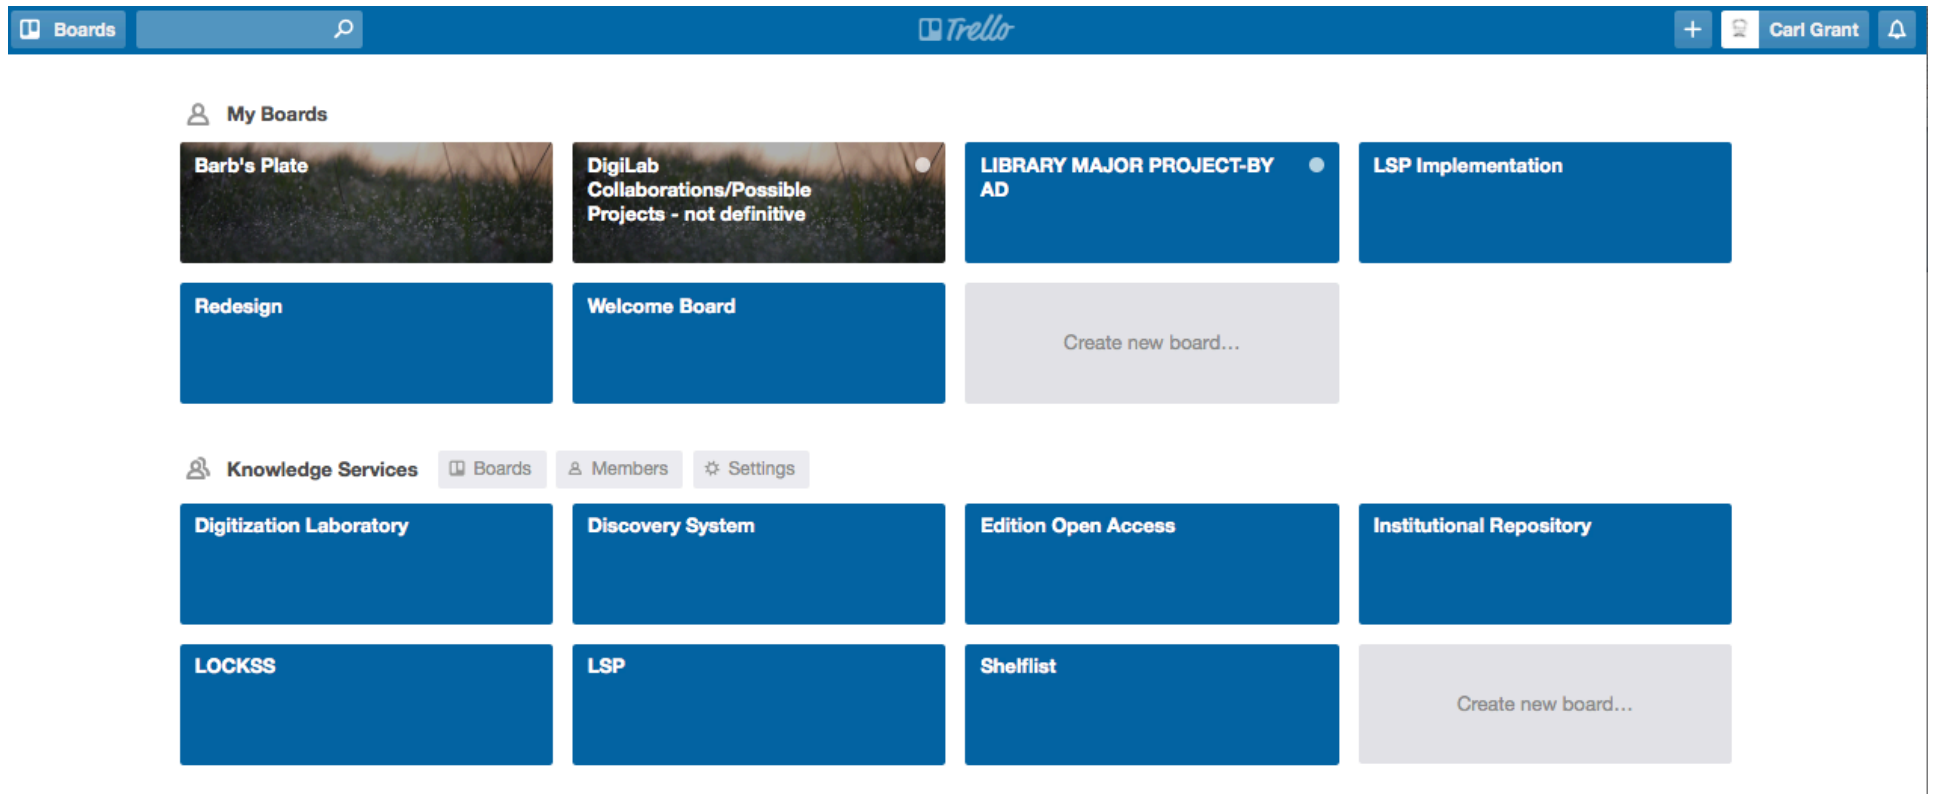 Boards
Trello
Carl Grant
My Boards
Barb's Plate
DigiLab
Collaborations/Possible
Projects - not definitive
LIBRARY MAJOR PROJECT-BY
AD
LSP Implementation
Redesign
Welcome Board
Create new board...
Knowledge Services
Boards
Members
Settings
Digitization Laboratory
Discovery System
Edition Open Access
Institutional Repository
LOCKSS
LSP
Shelflist
Create new board...